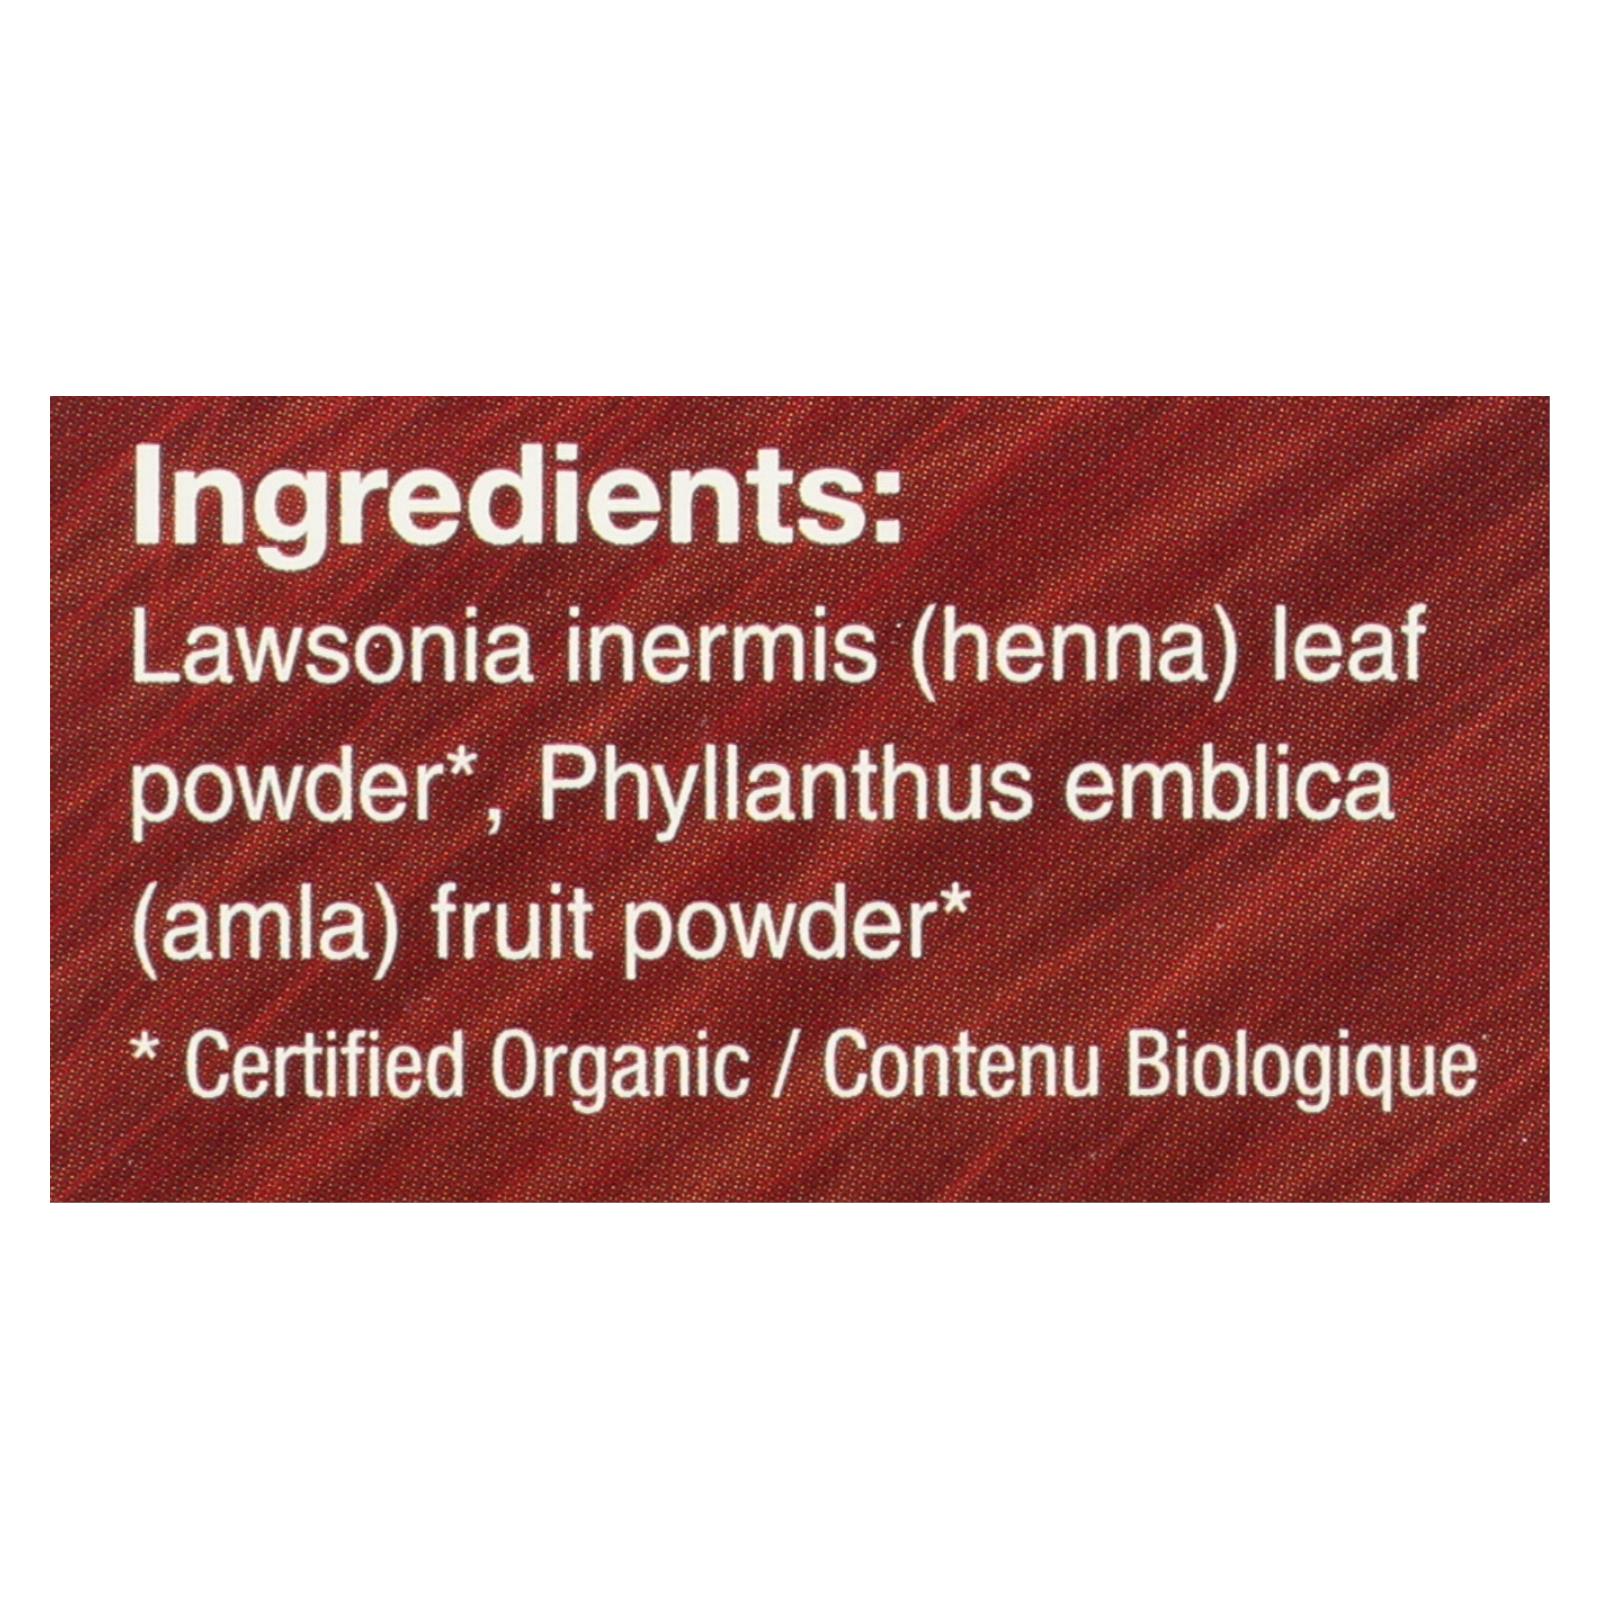 Ingredients:
Lawsonia inermis (henna) leaf
powder*, Phyllanthus emblica
(amla) fruit powder*
* Certified Organic / Contenu Biologique